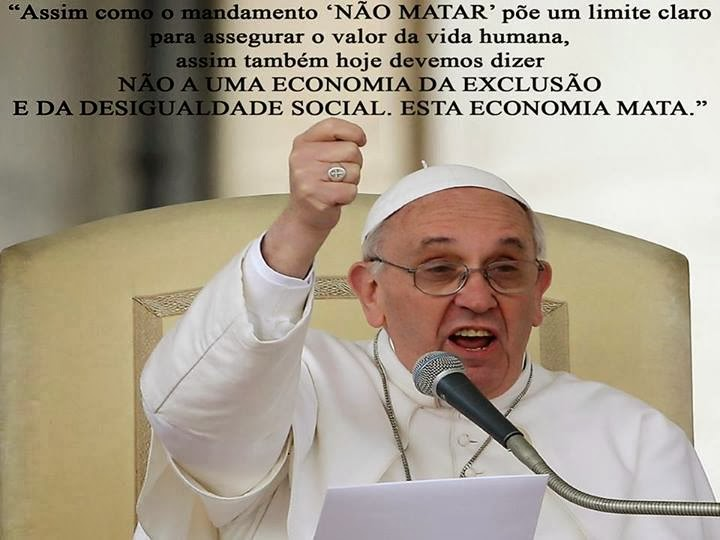 “Assim como o mandamento ‘NÃO MATAR’ põe um limite claro
para assegurar o valor da vida humana,
assim também hoje devemos dizer
NÃO A UMA ECONOMIA DA EXCLUSÃO
E DA DESIGUALDADE SOCIAL. ESTA ECONOMIA MATA.”